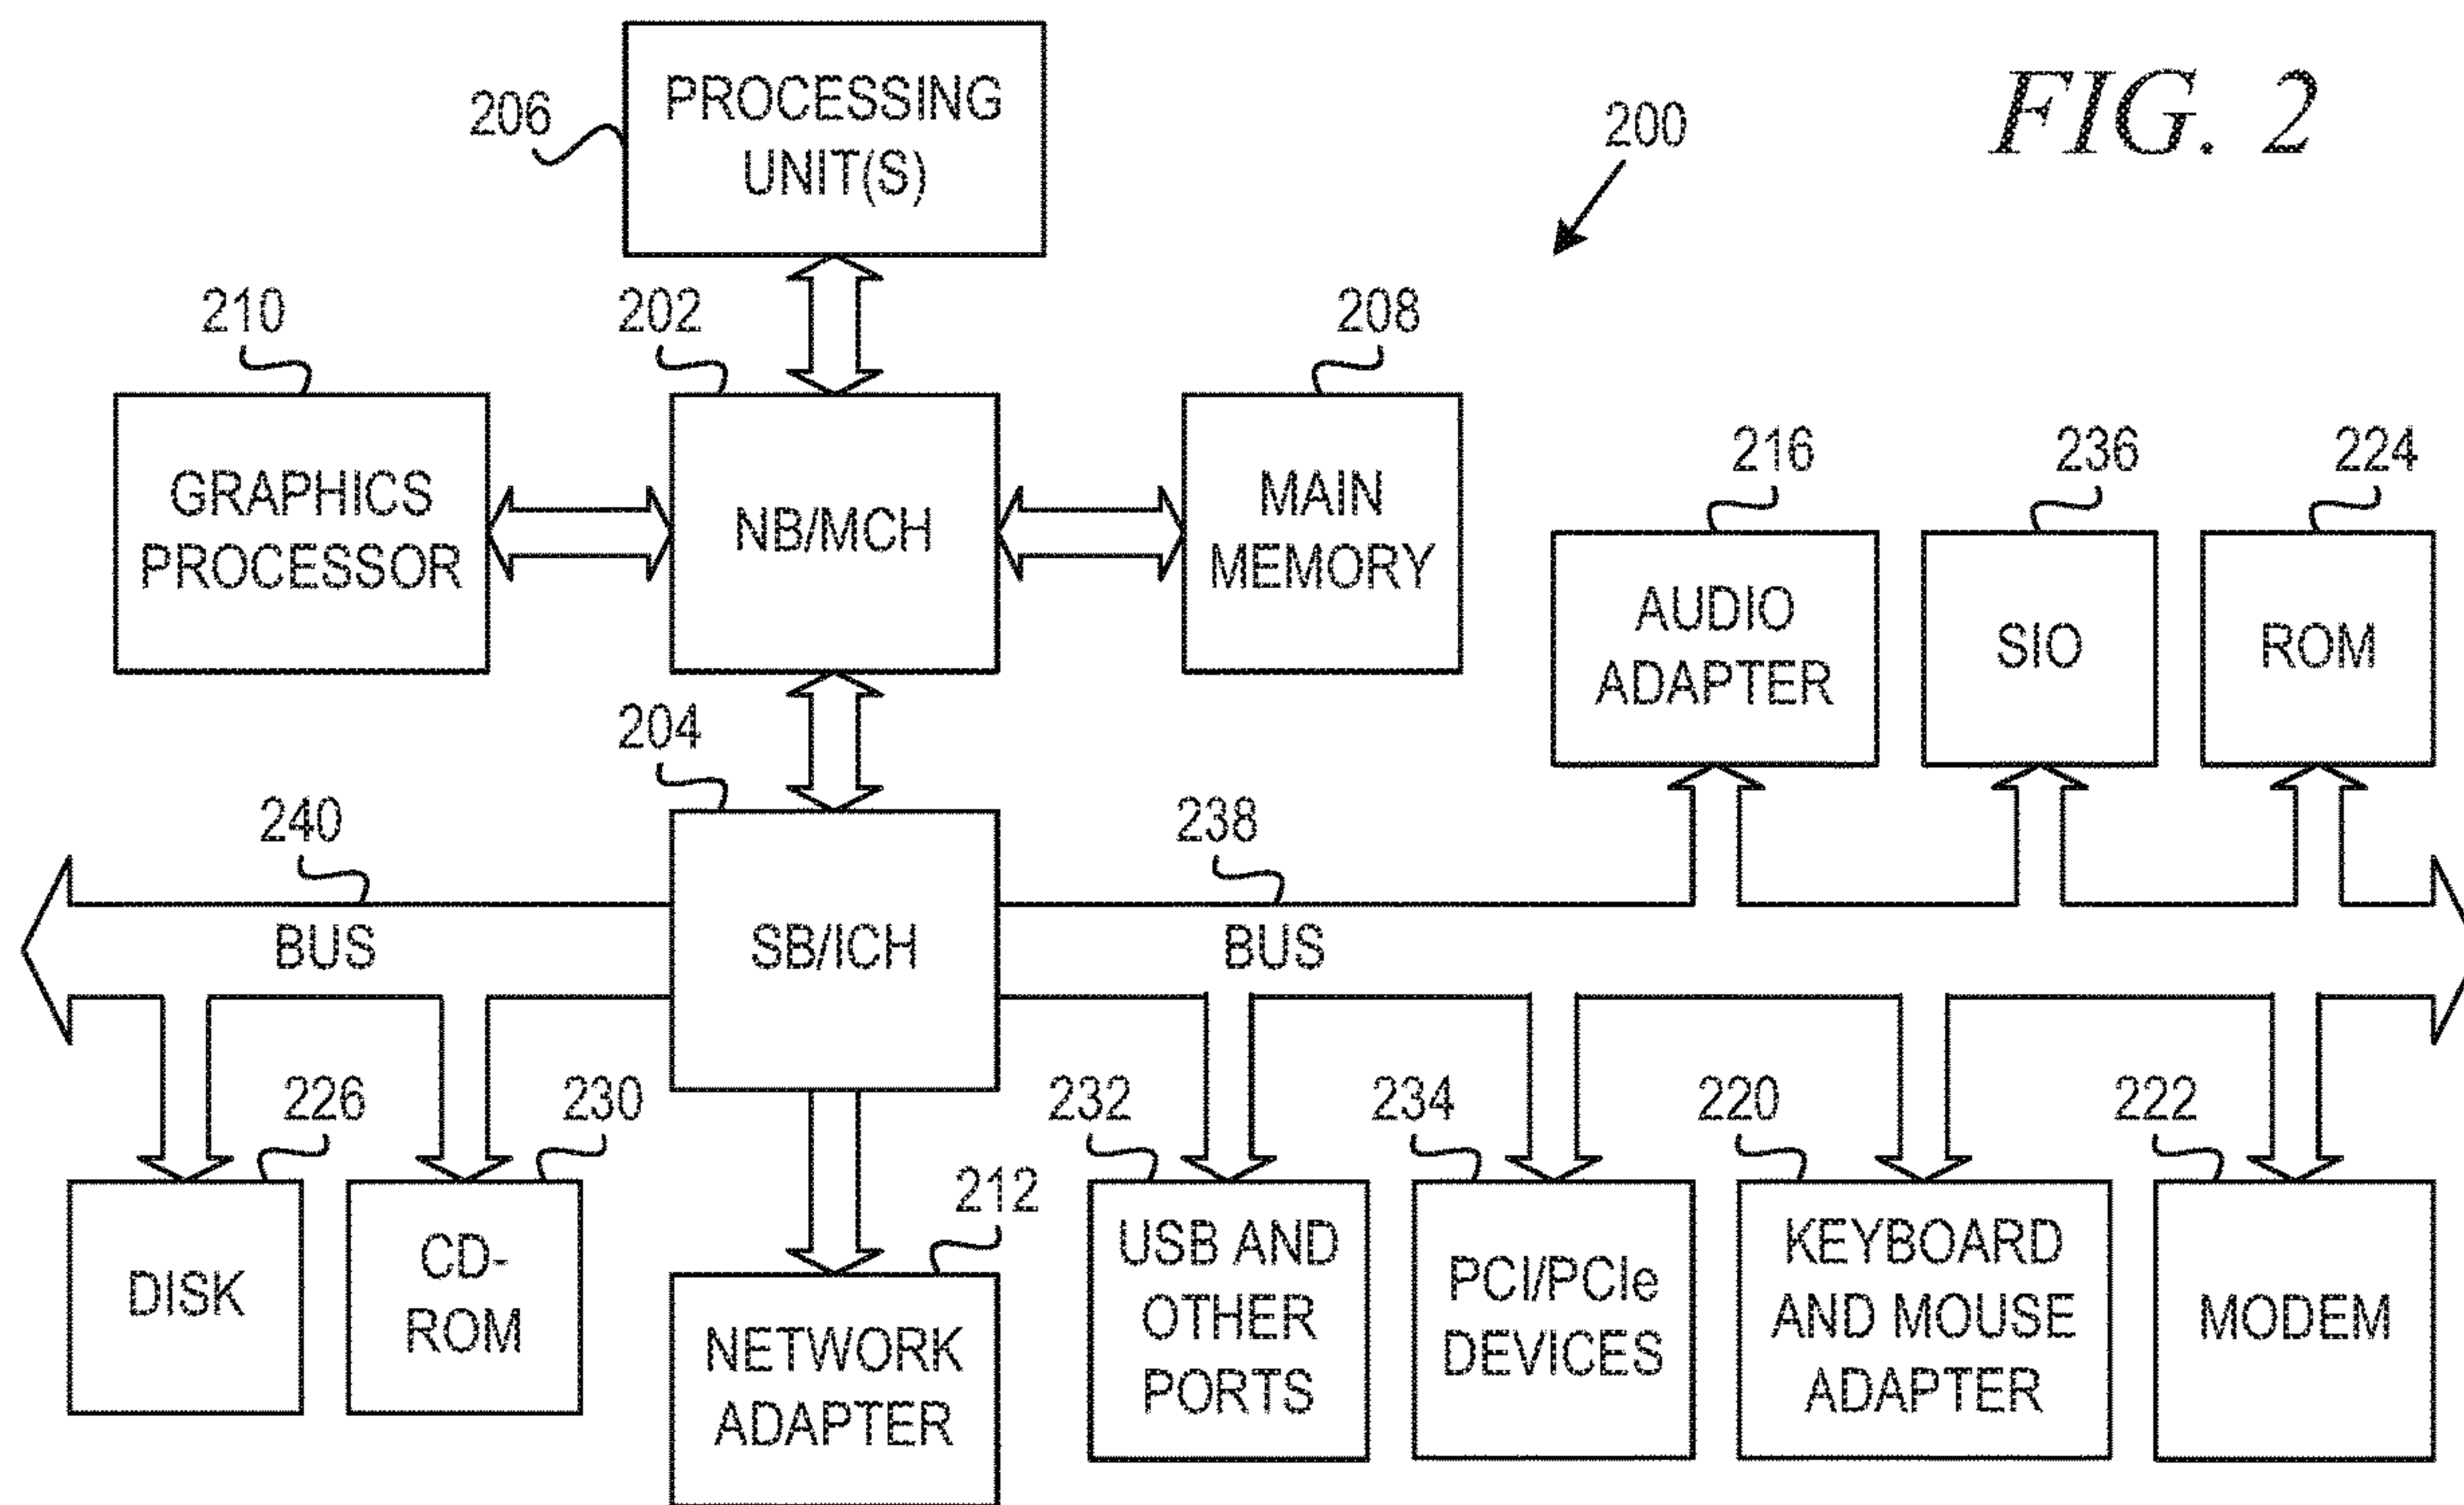 FIG. 2
200
206
PROCESSING
UNIT(S)
210
202
208
GRAPHICS
PROCESSOR
NB/MCH
MAIN
MEMORY
216
236
224
AUDIO
ADAPTER
SIO
ROM
204
240
238
BUS
SB/ICH
BUS
226
230
212
232
234
220
222
DISK
CD-
ROM
NETWORK
ADAPTER
USB AND
OTHER
PORTS
PCI/PCIe
DEVICES
KEYBOARD
AND MOUSE
ADAPTER
MODEM